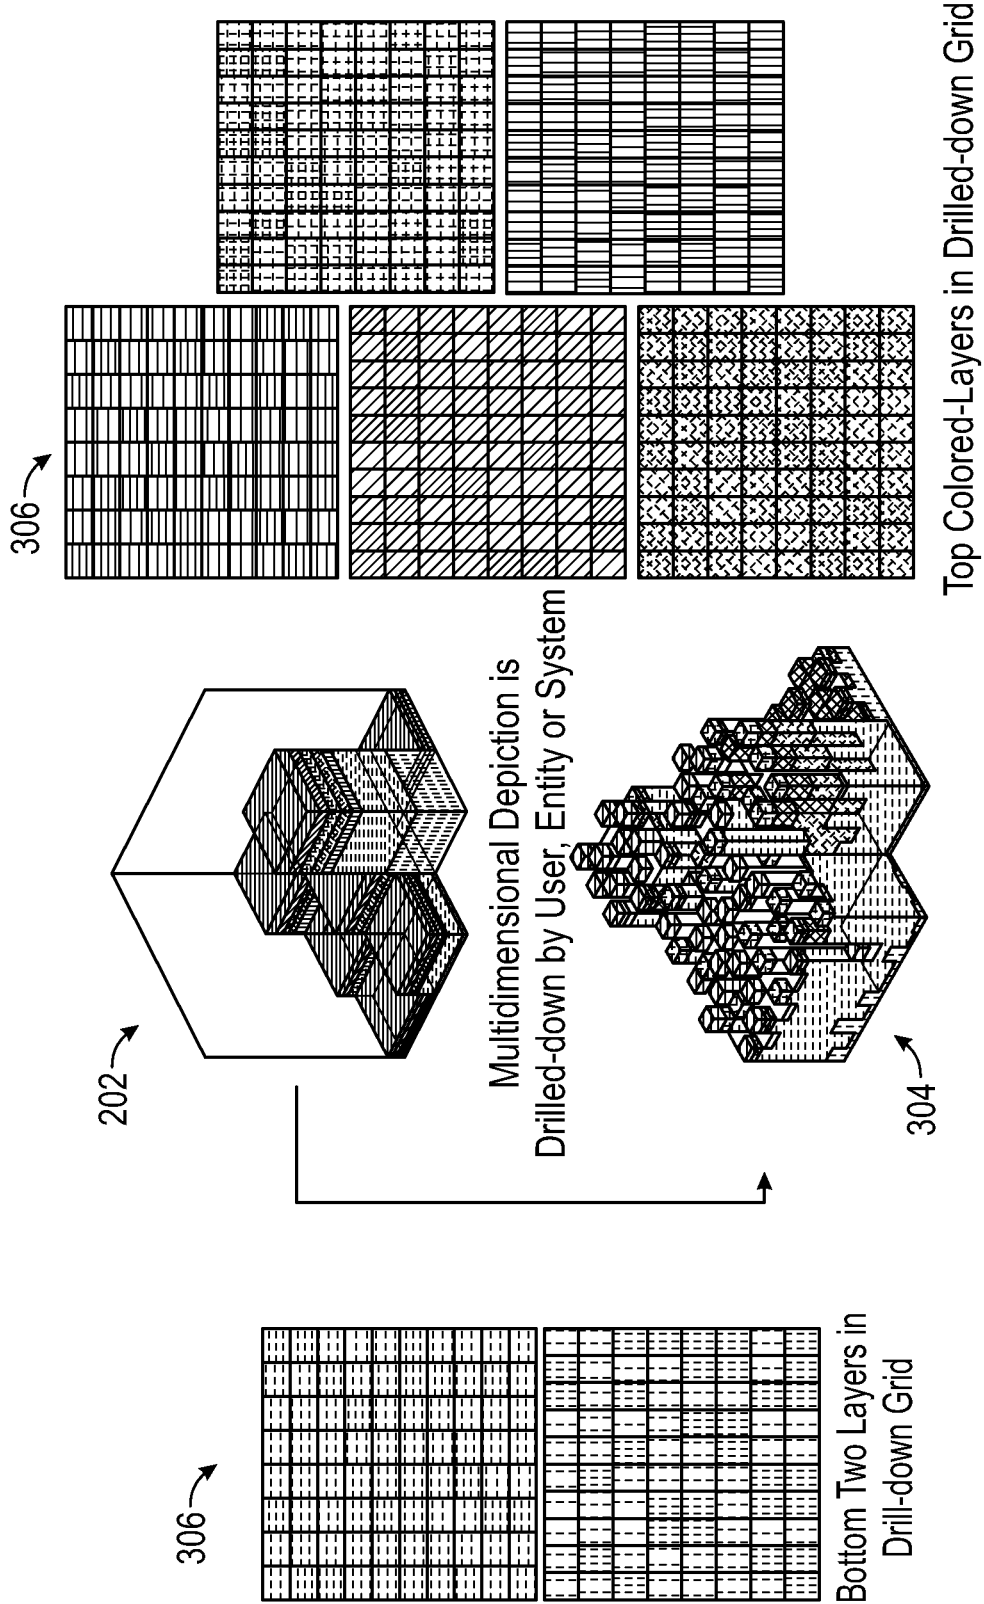 306
Bottom Two Layers in
Drill-down Grid
202
Multidimensional Depiction is
Drilled-down by User, Entity or System
304
306
Top Colored-Layers in Drilled-down Grid